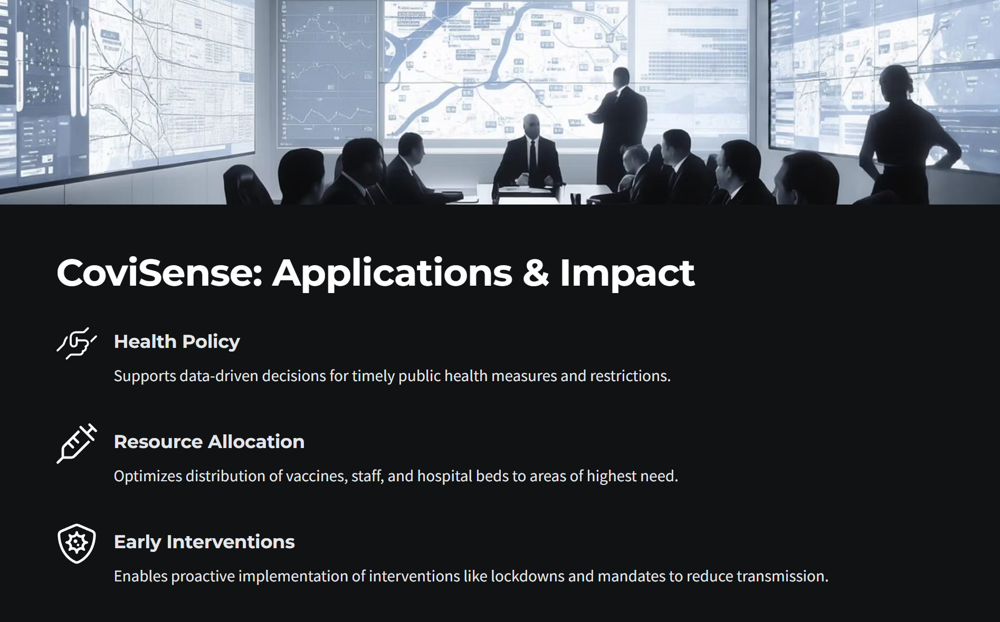 CoviSense: Applications & Impact
Health Policy
Supports data-driven decisions for timely public health measures and restrictions.
Resource Allocation
Optimizes distribution of vaccines, staff, and hospital beds to areas of highest need.
Early Interventions
Enables proactive implementation of interventions like lockdowns and mandates to reduce transmission.